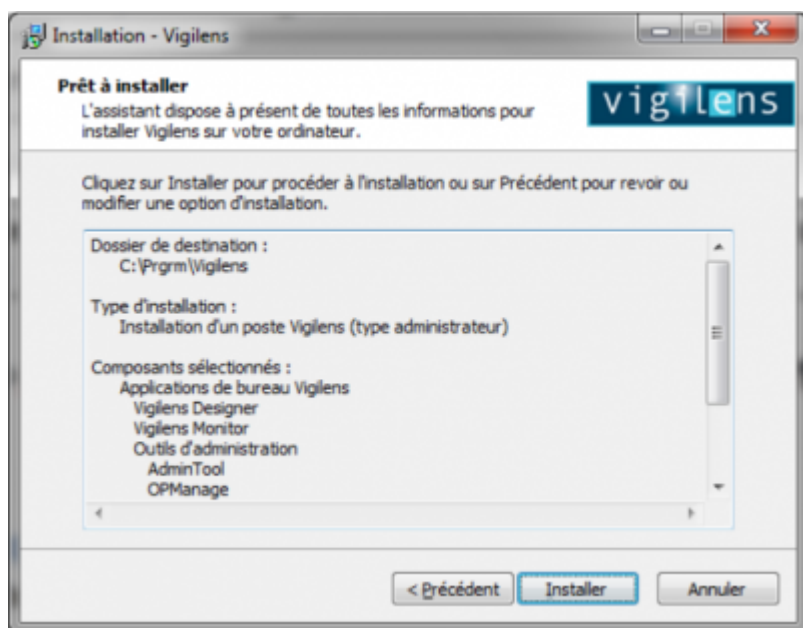 Installation - Vigilens
Prêt à installer
L'assistant dispose à présent de toutes les informations pour
installer Vigilens sur votre ordinateur.
vigilens
Cliquez sur Installer pour procéder à l'installation ou sur Précédent pour revoir ou
modifier une option d'installation.
Dossier de destination :
C:\Prgrm\Vigilens
Type d'installation :
Installation d'un poste Vigilens (type administrateur)
Composants sélectionnés :
Applications de bureau Vigilens
Vigilens Designer
Vigilens Monitor
Outils d'administration
AdminTool
OPManage
< Précédent
Installer
Annuler